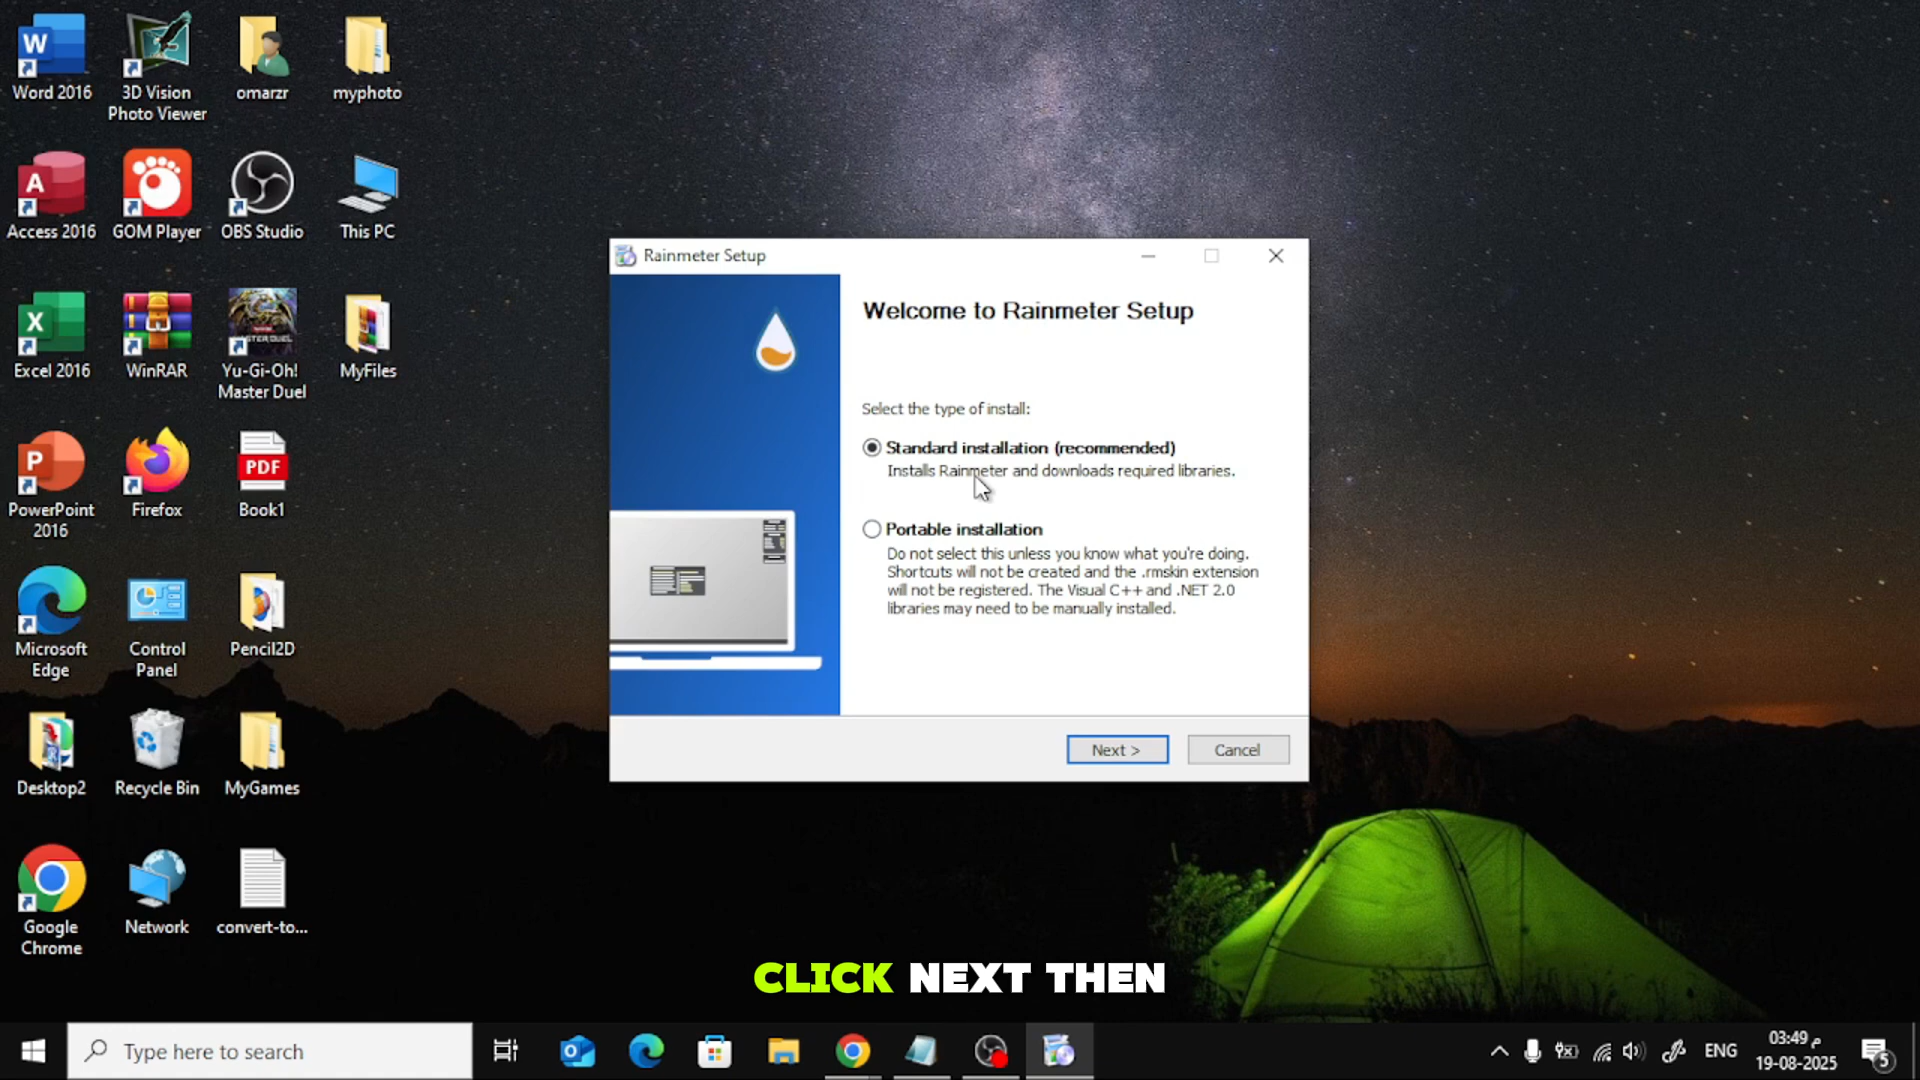 Word 2016
3D Vision
Photo Viewer
omarzr
myphoto
Access 2016
GOM Player
OBS Studio
This PC
Excel 2016
WinRAR
Yu-Gi-Oh!
Master Duel
MyFiles
PowerPoint
2016
Firefox
PDF
Book1
Microsoft
Edge
Control
Panel
Pencil2D
Desktop2
Recycle Bin
MyGames
Google
Chrome
Network
convert-to...
Rainmeter Setup
Welcome to Rainmeter Setup
Select the type of install:
Standard installation (recommended)
Installs Rainmeter and downloads required libraries.
Portable installation
Do not select this unless you know what you're doing.
Shortcuts will not be created and the .rmskin extension
will not be registered. The Visual C++ and .NET 2.0
libraries may need to be manually installed.
Next >
Cancel
CLICK NEXT THEN
Type here to search
ENG
03:49 م
19-08-2025
5